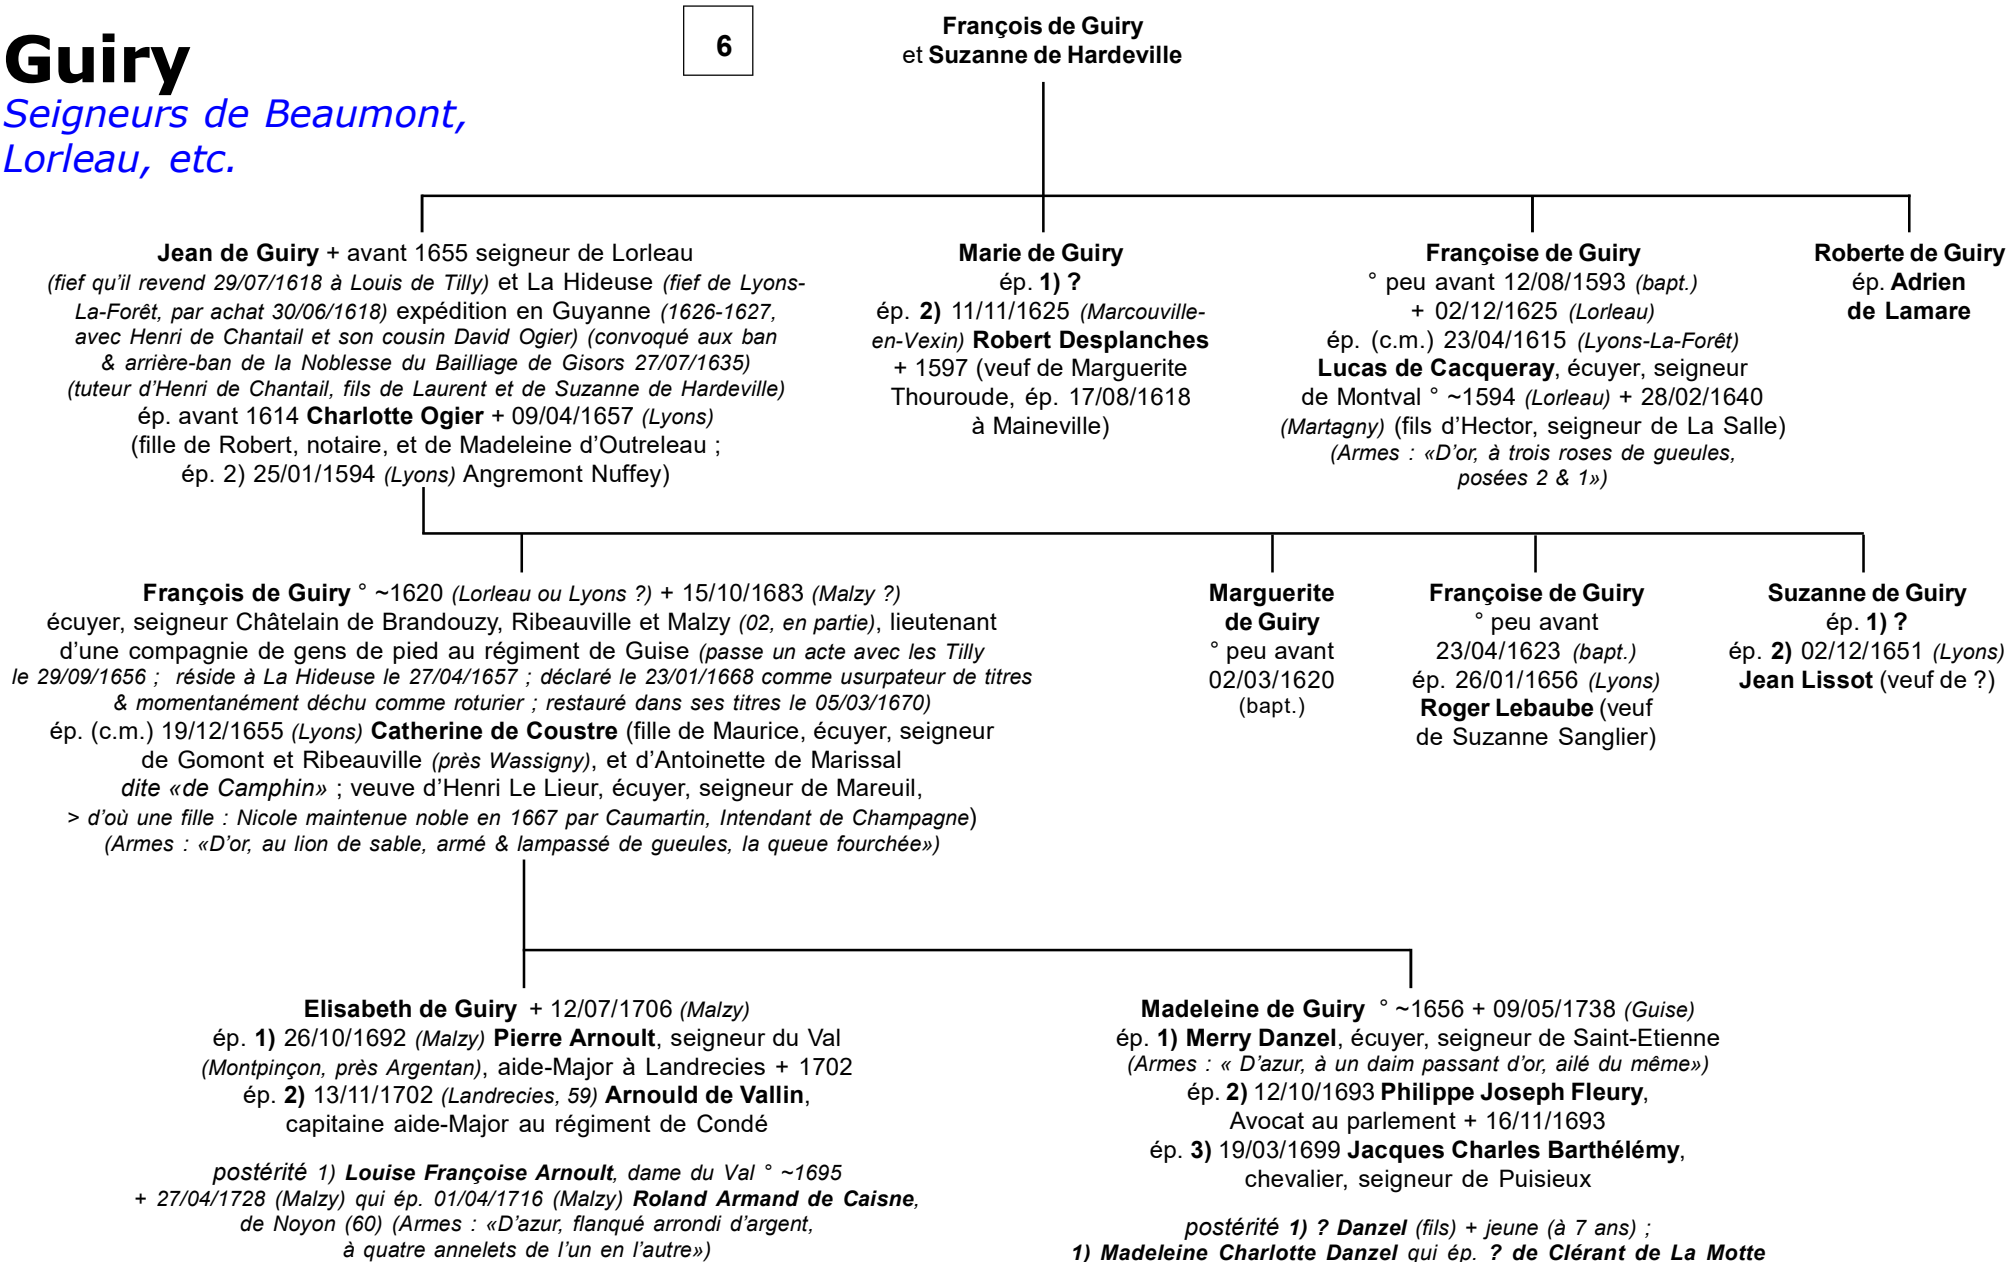 Guiry
Seigneurs de Beaumont,
Lorleau, etc.
6
François de Guiry
et Suzanne de Hardeville
Jean de Guiry + avant 1655 seigneur de Lorleau
(fief qu'il revend 29/07/1618 à Louis de Tilly) et La Hideuse (fief de Lyons-
La-Forêt, par achat 30/06/1618) expédition en Guyanne (1626-1627,
avec Henri de Chantail et son cousin David Ogier) (convoqué aux ban
& arrière-ban de la Noblesse du Bailliage de Gisors 27/07/1635)
(tuteur d'Henri de Chantail, fils de Laurent et de Suzanne de Hardeville)
ép. avant 1614 Charlotte Ogier + 09/04/1657 (Lyons)
(fille de Robert, notaire, et de Madeleine d'Outreleau ;
ép. 2) 25/01/1594 (Lyons) Angremont Nuffey)
Marie de Guiry
ép. 1) ?
ép. 2) 11/11/1625 (Marcouville-
en-Vexin) Robert Desplanches
+ 1597 (veuf de Marguerite
Thouroude, ép. 17/08/1618
à Maineville)
Françoise de Guiry
° peu avant 12/08/1593 (bapt.)
+ 02/12/1625 (Lorleau)
ép. (c.m.) 23/04/1615 (Lyons-La-Forêt)
Lucas de Cacqueray, écuyer, seigneur
de Montval ° ~1594 (Lorleau) + 28/02/1640
(Martagny) (fils d'Hector, seigneur de La Salle)
(Armes : «D'or, à trois roses de gueules,
posées 2 & 1»)
Roberte de Guiry
ép. Adrien
de Lamare
François de Guiry ° ~1620 (Lorleau ou Lyons ?) + 15/10/1683 (Malzy ?)
écuyer, seigneur Châtelain de Brandouzy, Ribeauville et Malzy (02, en partie), lieutenant
d'une compagnie de gens de pied au régiment de Guise (passe un acte avec les Tilly
le 29/09/1656 ; réside à La Hideuse le 27/04/1657 ; déclaré le 23/01/1668 comme usurpateur de titres
& momentanément déchu comme roturier ; restauré dans ses titres le 05/03/1670)
ép. (c.m.) 19/12/1655 (Lyons) Catherine de Coustre (fille de Maurice, écuyer, seigneur
de Gomont et Ribeauville (près Wassigny), et d'Antoinette de Marissal
dite «de Camphin» ; veuve d'Henri Le Lieur, écuyer, seigneur de Mareuil,
> d'où une fille : Nicole maintenue noble en 1667 par Caumartin, Intendant de Champagne)
(Armes : «D'or, au lion de sable, armé & lampassé de gueules, la queue fourchée»)
Marguerite
de Guiry
° peu avant
02/03/1620
(bapt.)
Françoise de Guiry
° peu avant
23/04/1623 (bapt.)
ép. 26/01/1656 (Lyons)
Roger Lebaube (veuf
de Suzanne Sanglier)
Suzanne de Guiry
ép. 1) ?
ép. 2) 02/12/1651 (Lyons)
Jean Lissot (veuf de ?)
Elisabeth de Guiry + 12/07/1706 (Malzy)
ép. 1) 26/10/1692 (Malzy) Pierre Arnoult, seigneur du Val
(Montpinçon, près Argentan), aide-Major à Landrecies + 1702
ép. 2) 13/11/1702 (Landrecies, 59) Arnould de Vallin,
capitaine aide-Major au régiment de Condé
postérité 1) Louise Françoise Arnoult, dame du Val ° ~1695
+ 27/04/1728 (Malzy) qui ép. 01/04/1716 (Malzy) Roland Armand de Caisne,
de Noyon (60) (Armes : «D'azur, flanqué arrondi d'argent,
à quatre annelets de l'un en l'autre»)
Madeleine de Guiry ° ~1656 + 09/05/1738 (Guise)
ép. 1) Merry Danzel, écuyer, seigneur de Saint-Etienne
(Armes : « D'azur, à un daim passant d'or, ailé du même»)
ép. 2) 12/10/1693 Philippe Joseph Fleury,
Avocat au parlement + 16/11/1693
ép. 3) 19/03/1699 Jacques Charles Barthélémy,
chevalier, seigneur de Puisieux
postérité 1) ? Danzel (fils) + jeune (à 7 ans) ;
1) Madeleine Charlotte Danzel qui ép. ? de Clérant de La Motte